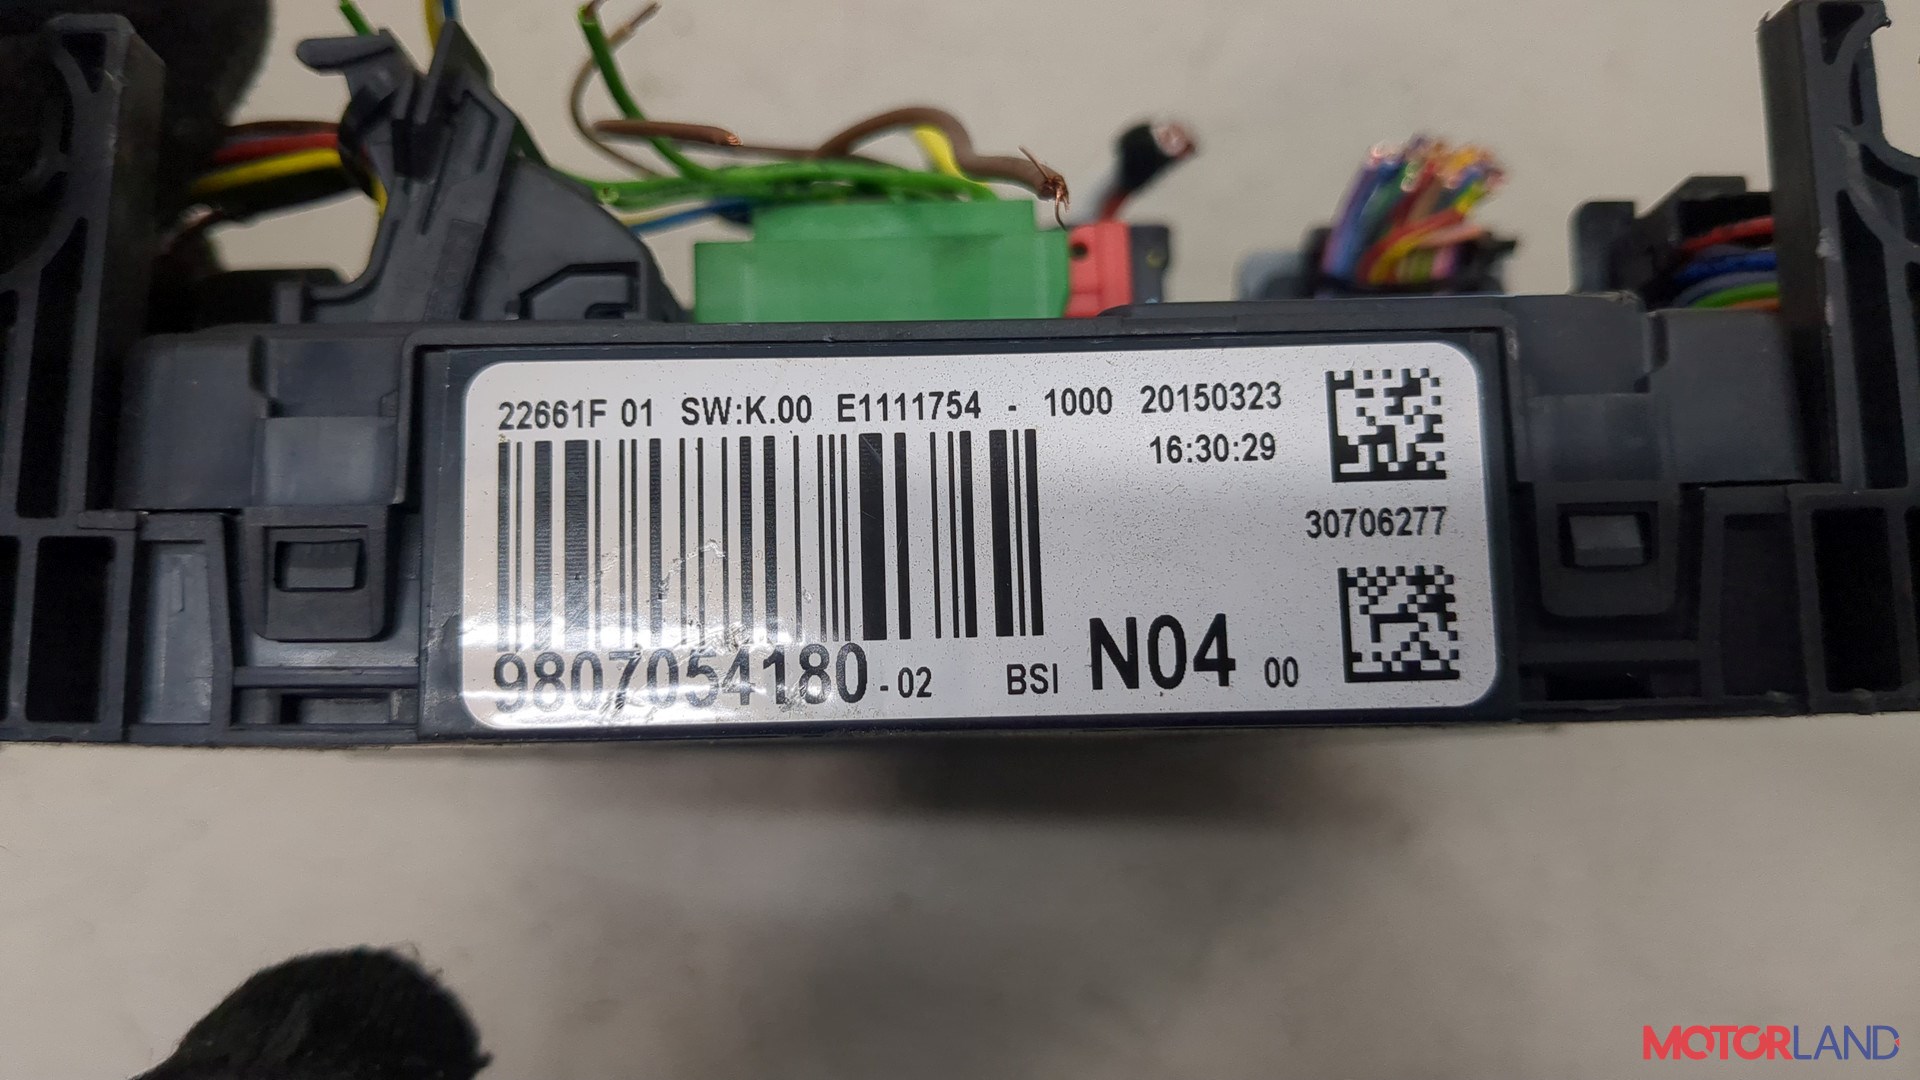 22661F 01 SW:K.00 E1111754 - 1000 20150323
16:30:29
30706277
9807054180 - 02 BSI N04 00
MOTORLAND